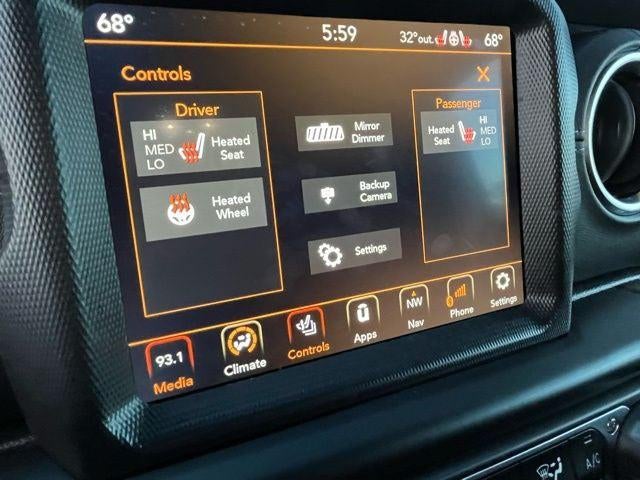 68° 5:59 32°out. 68°
Controls X
Driver
HI
MED
LO
Heated
Seat
Heated
Wheel
Mirror
Dimmer
Backup
Camera
Settings
Passenger
Heated
Seat
HI
MED
LO
93.1
Media
Climate
Controls
Apps
NW
Nav
Phone
Settings
A/C